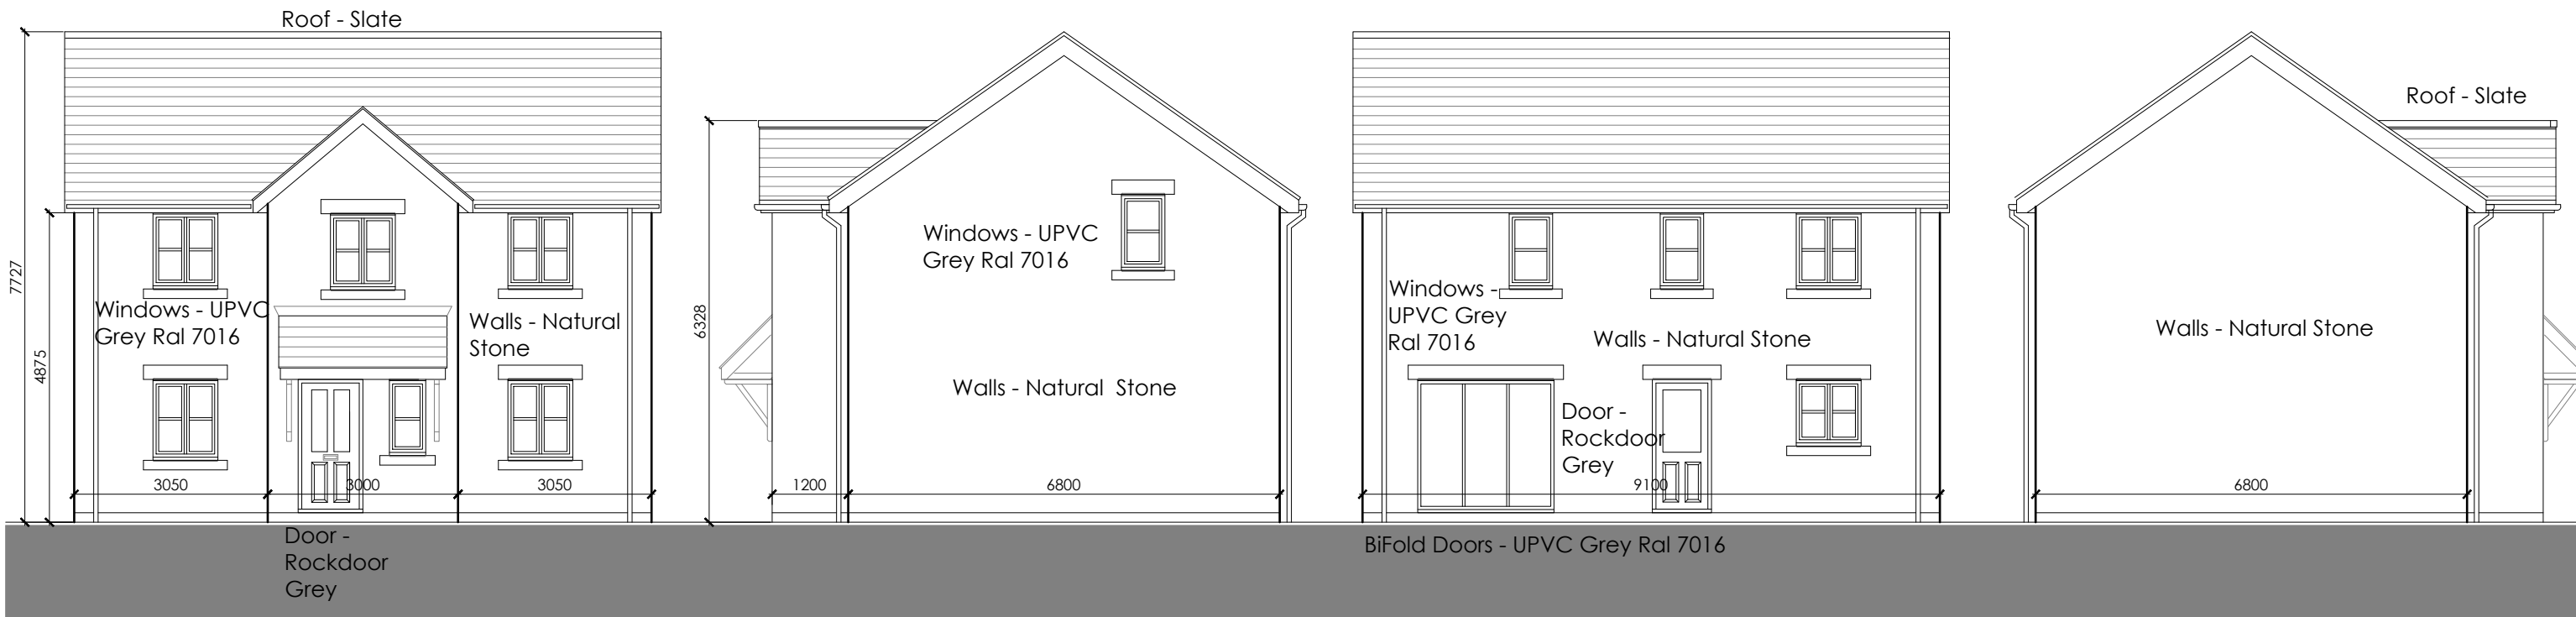 Roof - Slate
7727
4875
Windows - UPVC
Grey Ral 7016
Walls - Natural
Stone
3050
3000
3050
Door -
Rockdoor
Grey
6328
Windows - UPVC
Grey Ral 7016
Walls - Natural  Stone
1200
6800
Windows -
UPVC Grey
Ral 7016
Walls - Natural Stone
Door -
Rockdoor
Grey
9100
BiFold Doors - UPVC Grey Ral 7016
Roof - Slate
Walls - Natural Stone
6800